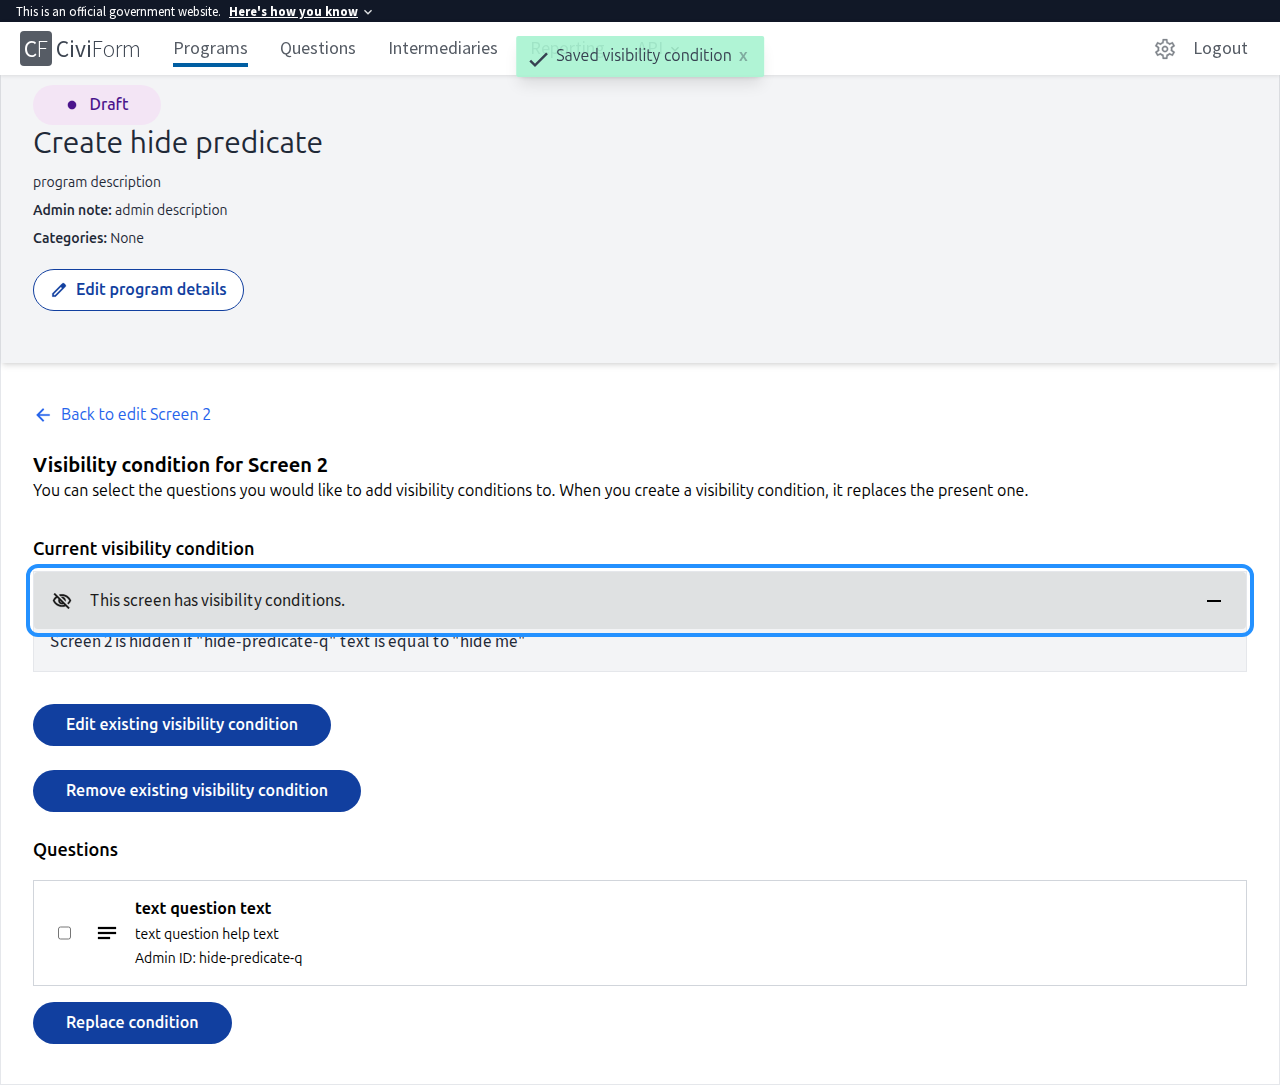 This is an official government website. Here's how you know
CF CiviForm
Programs
Questions
Intermediaries
Reporting
API
Saved visibility condition x
Logout
Draft
Create hide predicate
program description
Admin note: admin description
Categories: None
Edit program details
Back to edit Screen 2
Visibility condition for Screen 2
You can select the questions you would like to add visibility conditions to. When you create a visibility condition, it replaces the present one.
Current visibility condition
This screen has visibility conditions.
Screen 2 is hidden if "hide-predicate-q" text is equal to "hide me"
Edit existing visibility condition
Remove existing visibility condition
Questions
text question text
text question help text
Admin ID: hide-predicate-q
Replace condition